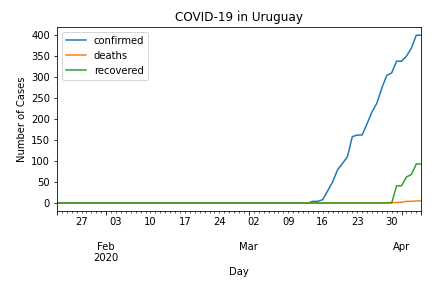 COVID-19 in Uruguay
confirmed
deaths
recovered
Number of Cases
400
350
300
250
200
150
100
50
0
27 03 10 17 24 02 09 16 23 30
Feb Mar Apr
2020
Day